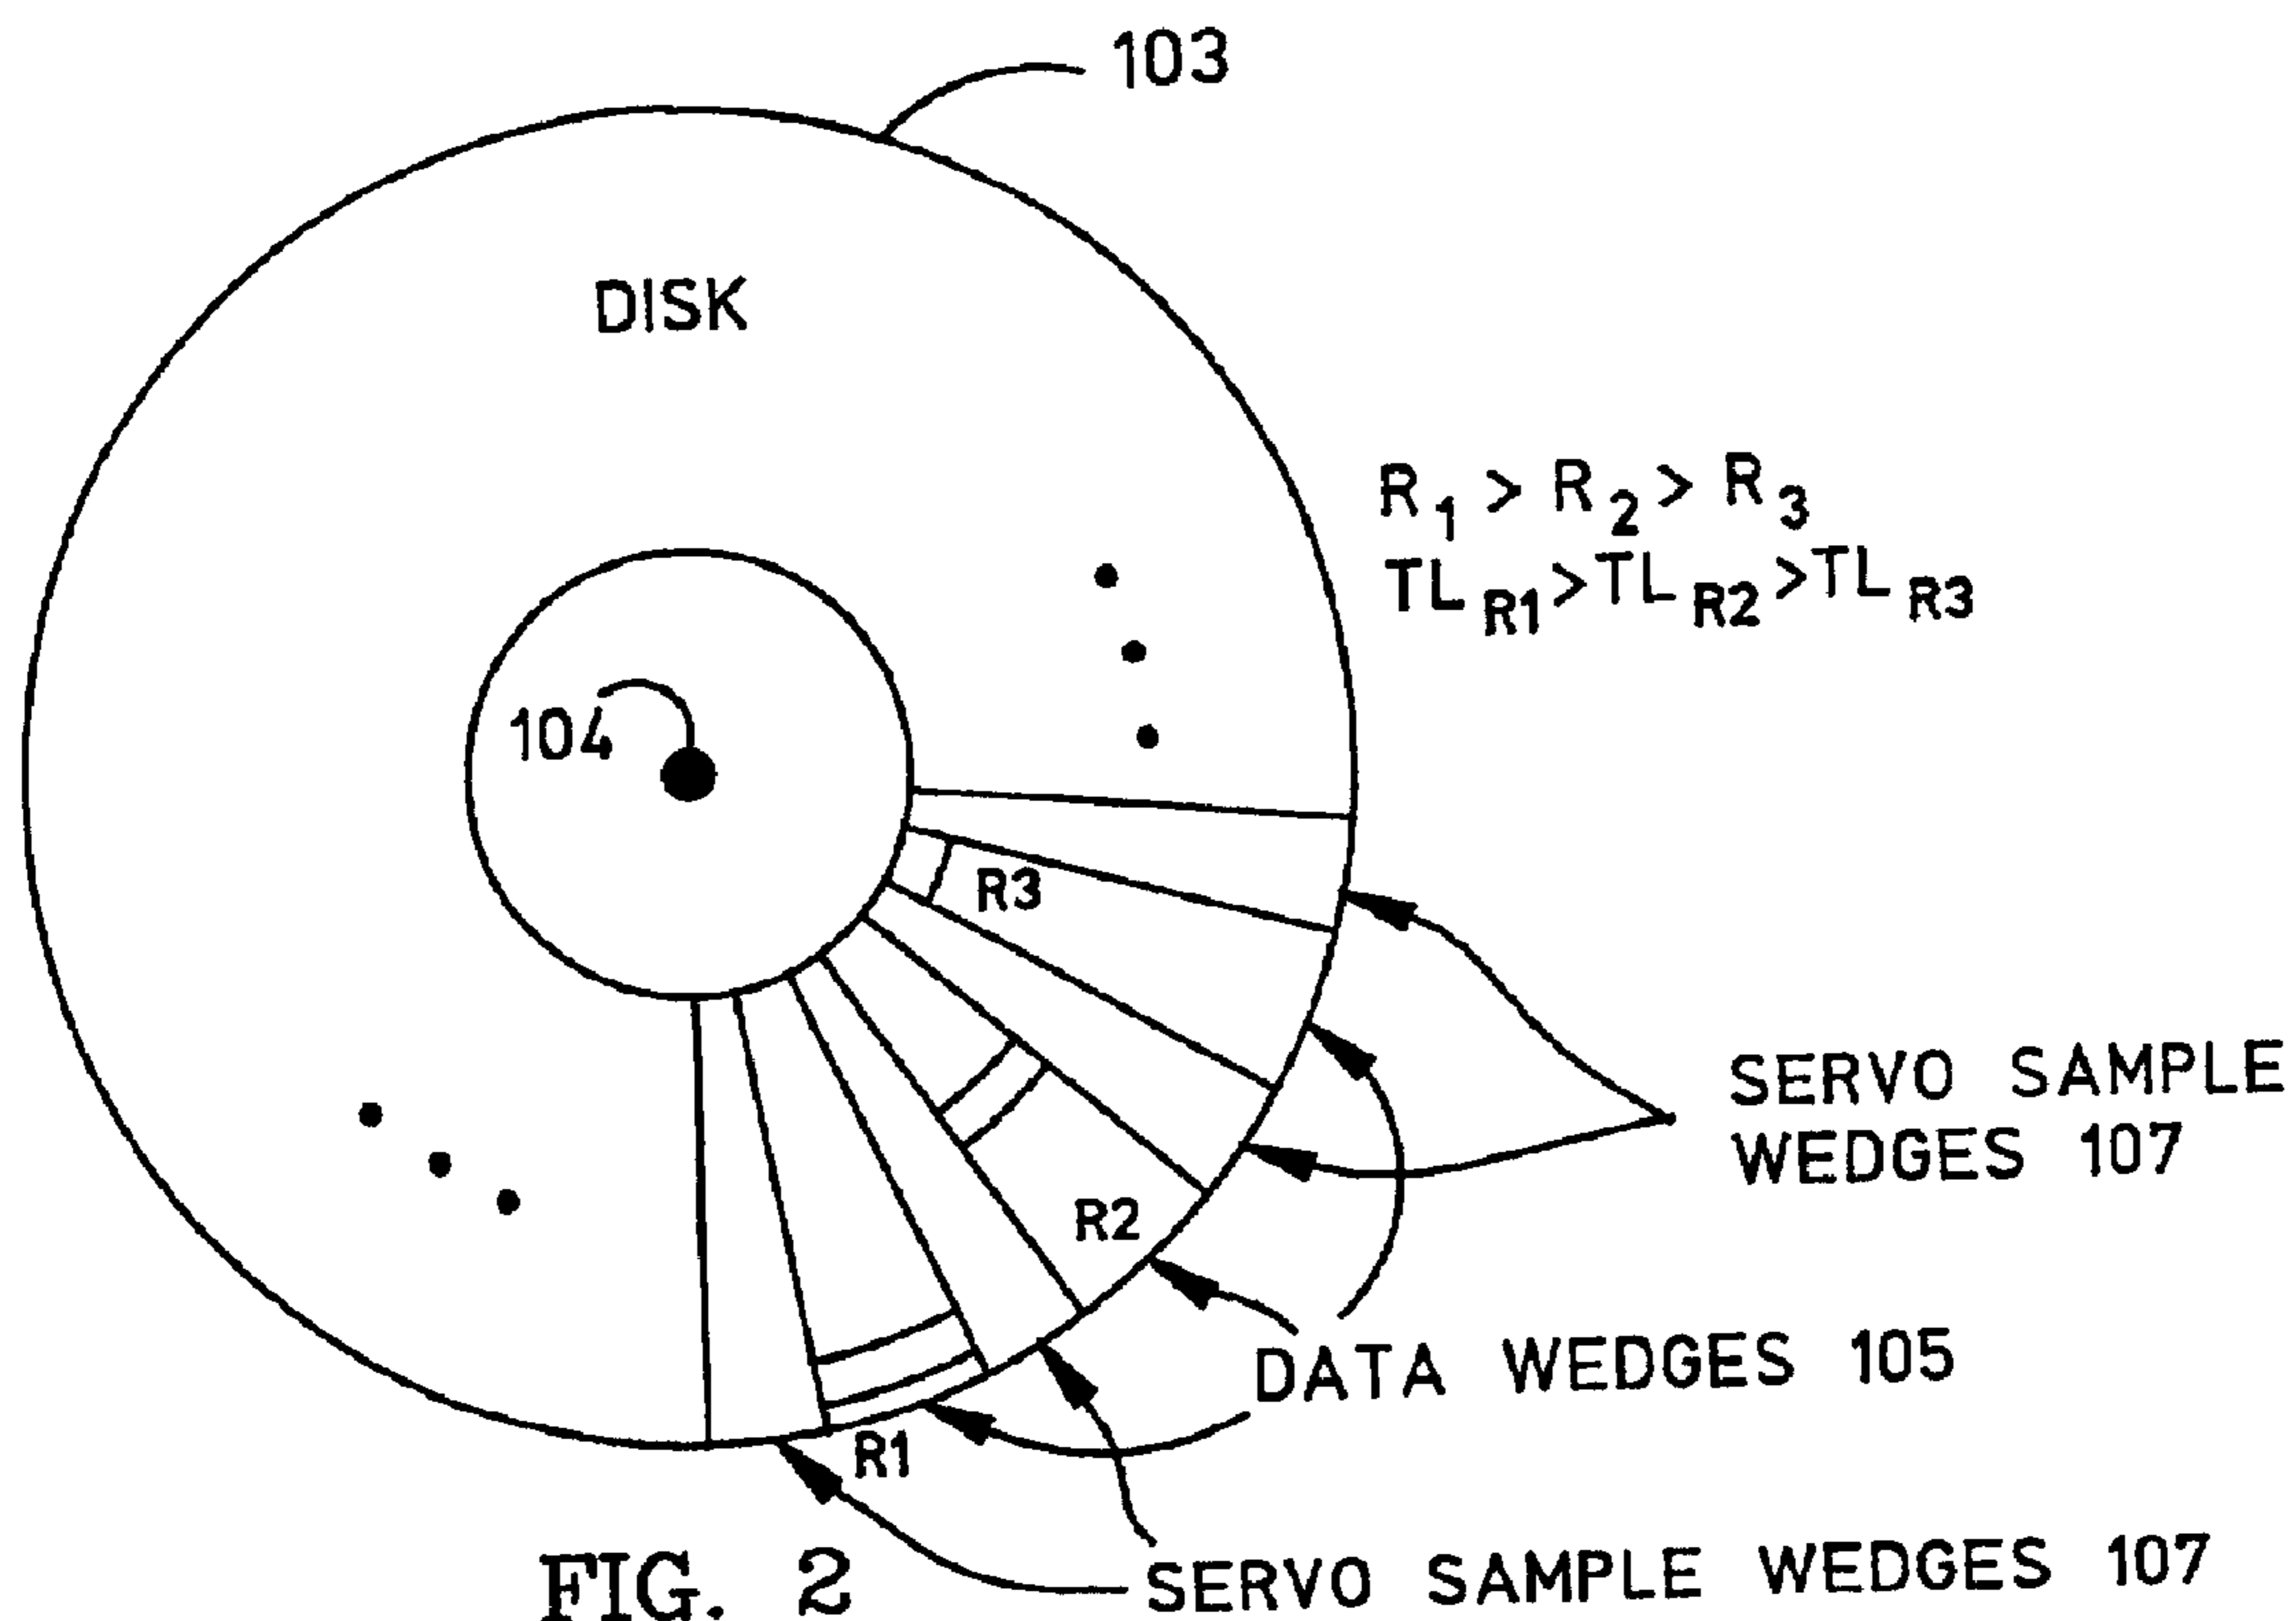 103
DISK
R1 > R2 > R3
TLR1 > TLR2 > TLR3
104
R3
SERVO SAMPLE
WEDGES 107
R2
DATA WEDGES 105
R1
SERVO SAMPLE WEDGES 107
FIG. 2